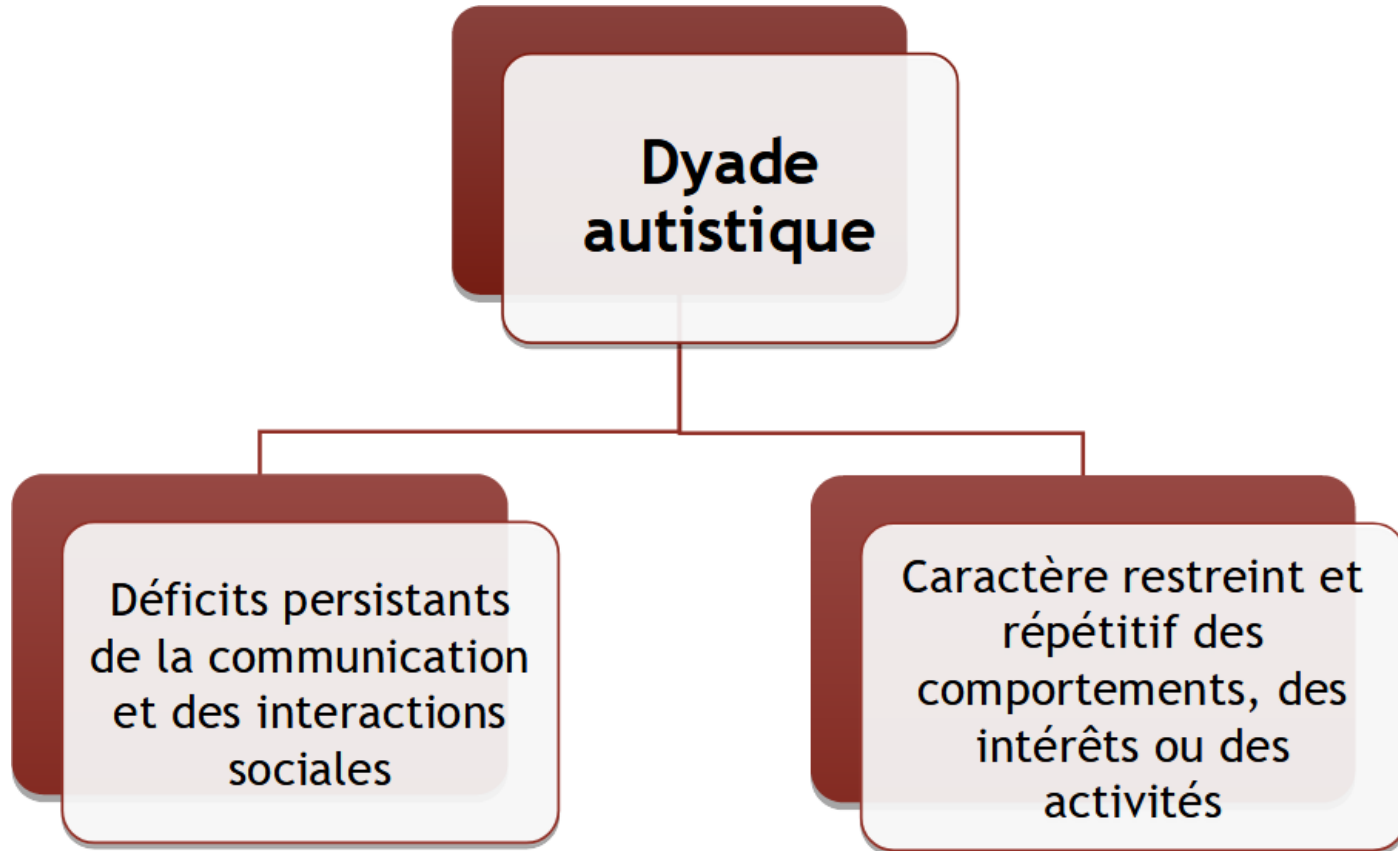 Dyade
autistique
Déficits persistants
de la communication
et des interactions
sociales
Caractère restreint et
répétitif des
comportements, des
intérêts ou des
activités